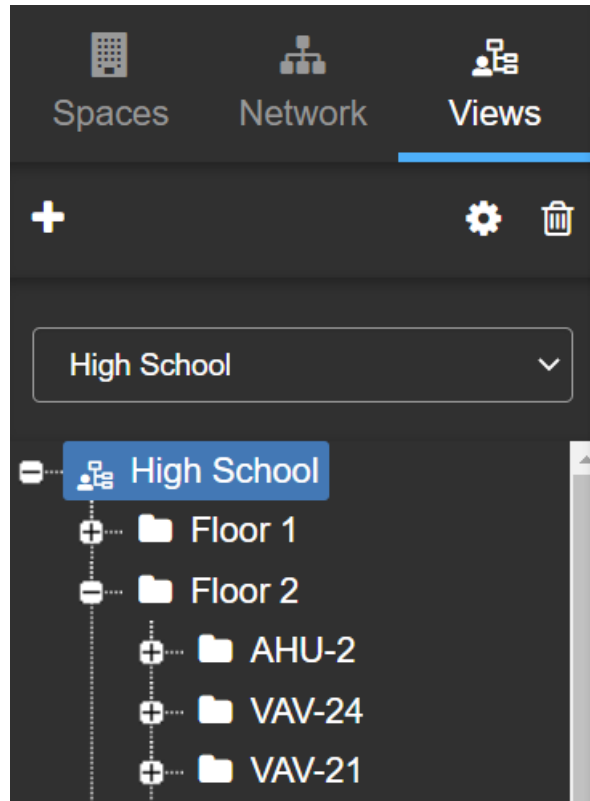 Spaces Network Views
High School
High School
Floor 1
Floor 2
AHU-2
VAV-24
VAV-21